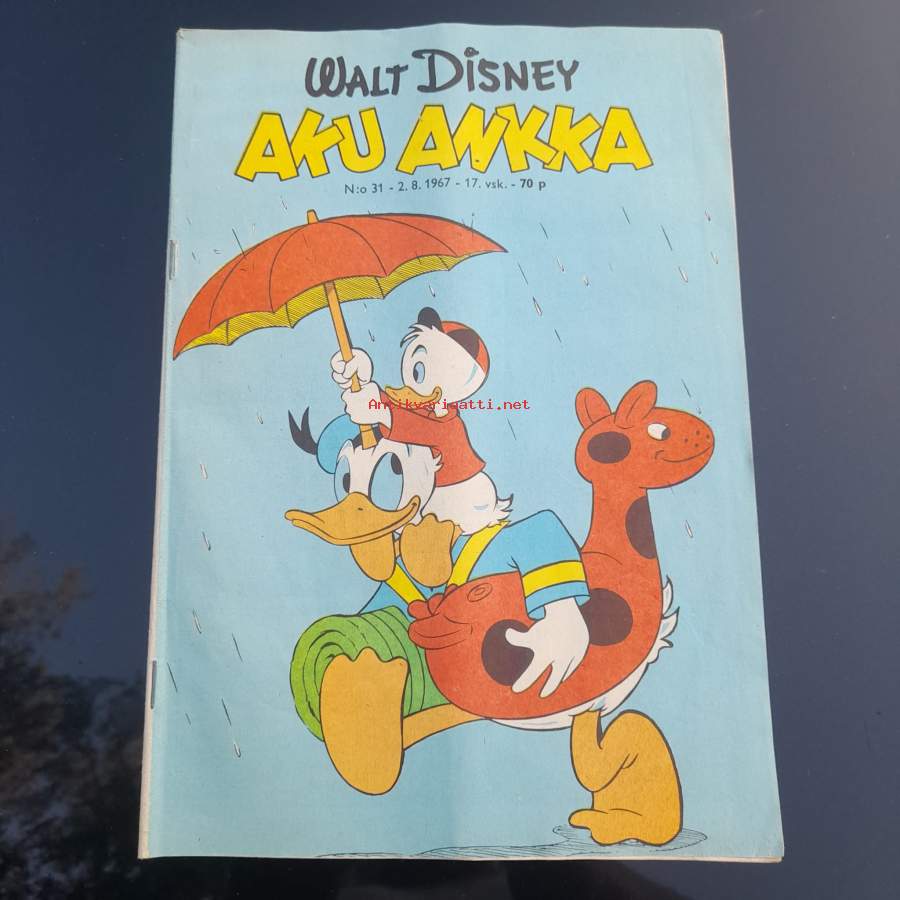 WALT DISNEY
AKU ANKKA
N:o 31 - 2. 8. 1967 - 17. vsk. - 70 p
Antikvariaatti.net